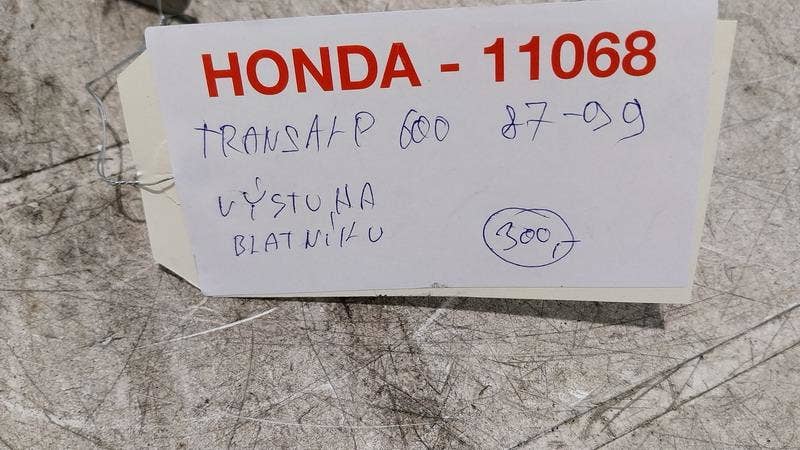 HONDA - 11068
TRANSALP 600 87-99
VÝSTUHA
BLATNÍKU 300,-